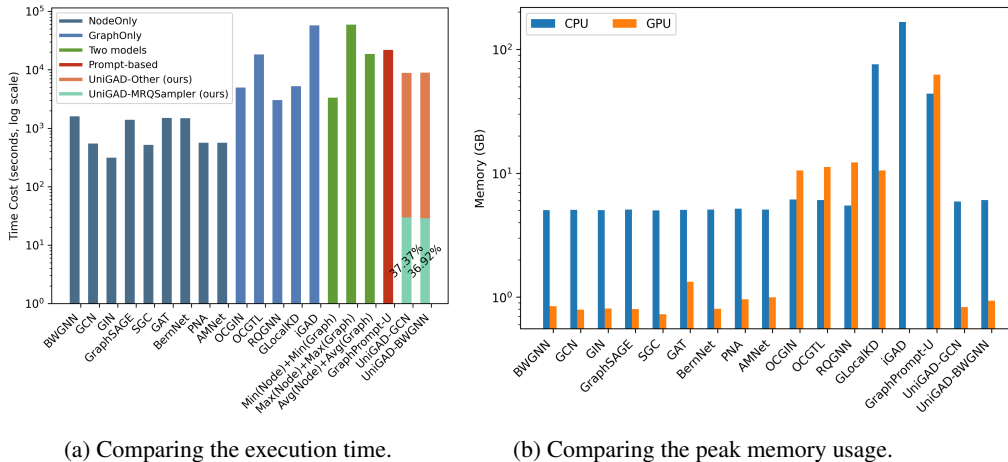 10^5
10^4
10^3
10^2
10^1
10^0
Time Cost (seconds, log scale)
NodeOnly
GraphOnly
Two models
Prompt-based
UniGAD-Other (ours)
UniGAD-MRQSampler (ours)
37.37%
36.92%
BWGNN
GCN
GIN
GraphSAGE
SGC
GAT
BernNet
PNA
AMNet
OCGIN
OCGTL
RQGNN
GLocalKD
iGAD
Min(Node)+Min(Graph)
Max(Node)+Max(Graph)
Avg(Node)+Avg(Graph)
GraphPrompt-U
UniGAD-GCN
UniGAD-BWGNN
(a) Comparing the execution time.
CPU
GPU
10^2
10^1
10^0
Memory (GB)
BWGNN
GCN
GIN
GraphSAGE
SGC
GAT
BernNet
PNA
AMNet
OCGIN
OCGTL
RQGNN
GLocalKD
iGAD
GraphPrompt-U
UniGAD-GCN
UniGAD-BWGNN
(b) Comparing the peak memory usage.